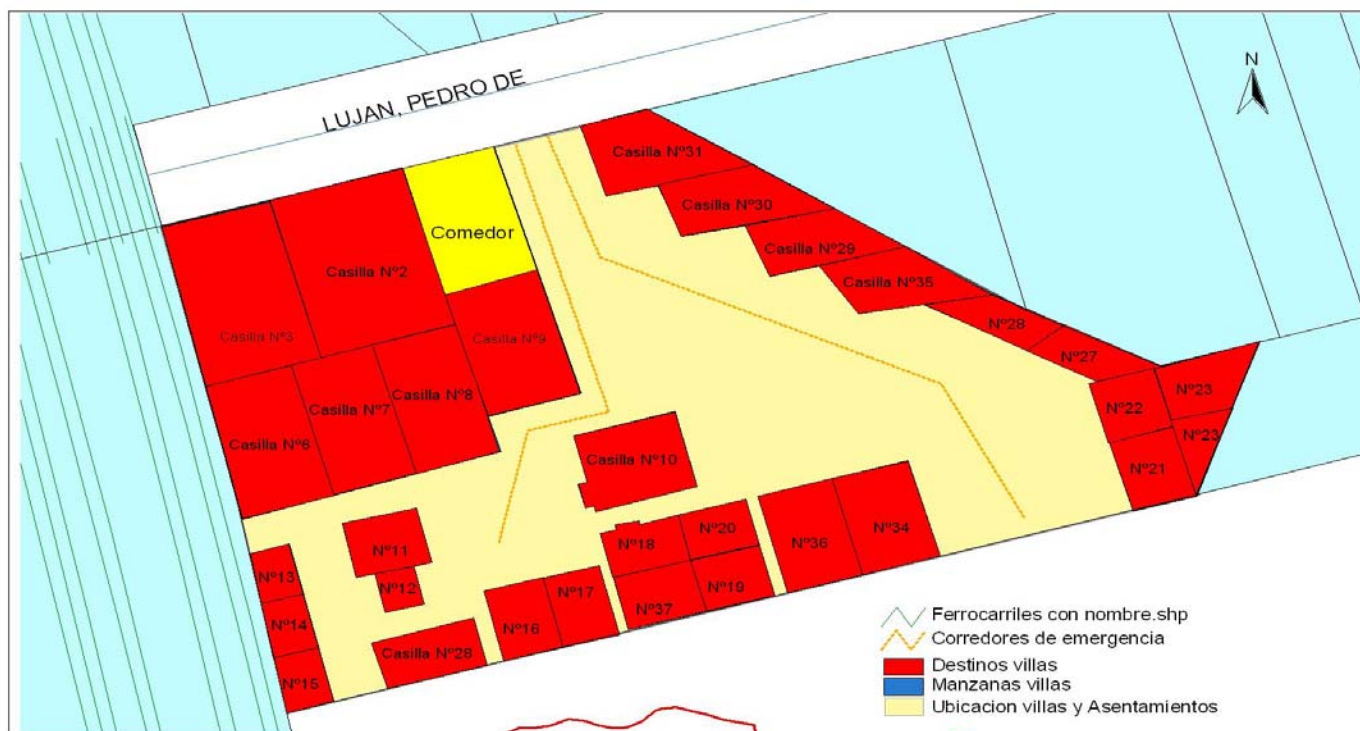 N
LUJAN, PEDRO DE
Casilla Nº31
Casilla Nº30
Comedor
Casilla Nº29
Casilla Nº2
Casilla Nº35
Nº28
Casilla Nº3
Casilla Nº9
Nº27
Nº23
Casilla Nº8
Casilla Nº7
Nº22
Nº23
Casilla Nº6
Casilla Nº10
Nº21
Nº20
Nº34
Nº36
Nº11
Nº18
Nº13
Nº12
Nº17
Nº19
Nº37
Nº14
Nº16
Casilla Nº28
Nº15
Ferrocarriles con nombre.shp
Corredores de emergencia
Destinos villas
Manzanas villas
Ubicacion villas y Asentamientos